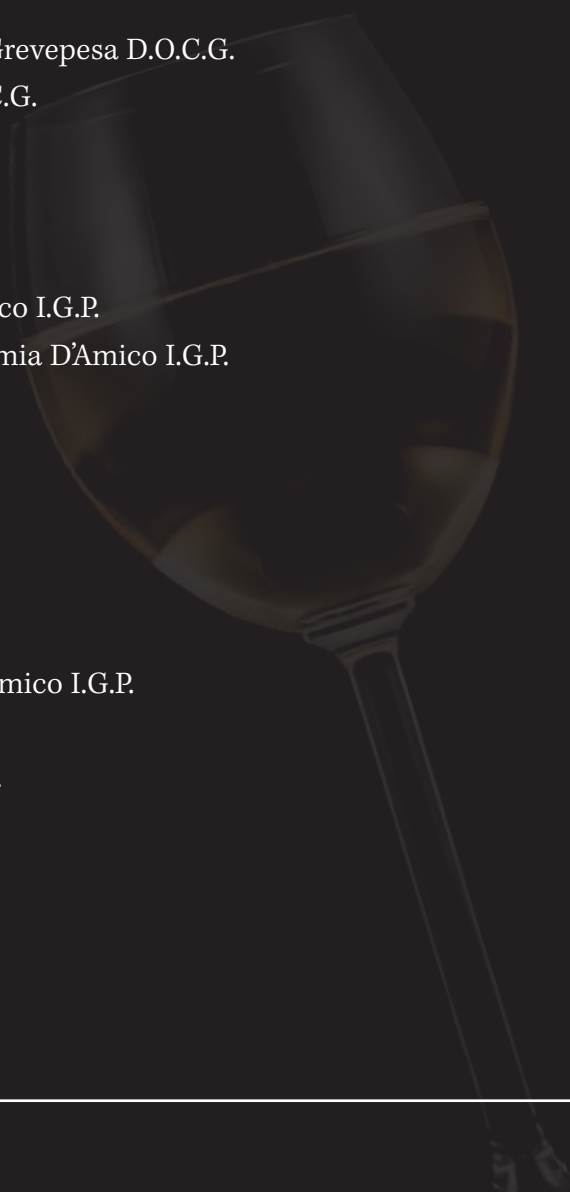 Grevepesa D.O.C.G.
C.G.
co I.G.P.
mia D’Amico I.G.P.
mico I.G.P.
.